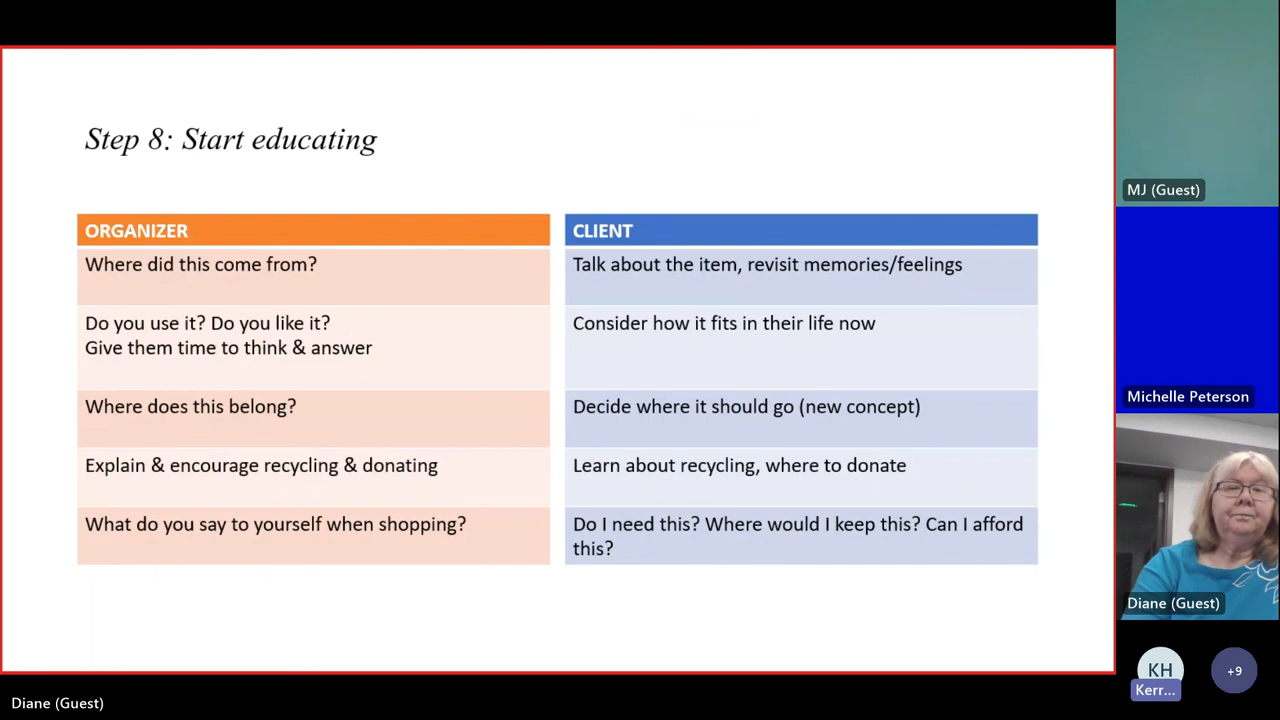 Step 8: Start educating
ORGANIZER
CLIENT
Where did this come from?
Talk about the item, revisit memories/feelings
Do you use it? Do you like it?
Give them time to think & answer
Consider how it fits in their life now
Where does this belong?
Decide where it should go (new concept)
Explain & encourage recycling & donating
Learn about recycling, where to donate
What do you say to yourself when shopping?
Do I need this? Where would I keep this? Can I afford
this?
MJ (Guest)
Michelle Peterson
Diane (Guest)
KH
Kerr...
+9
Diane (Guest)